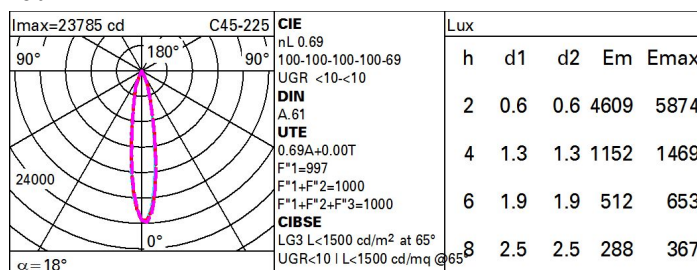 Imax=23785 cd C45-225
90° 180° 90°
24000
0°
α=18°
CIE
nL 0.69
100-100-100-100-69
UGR <10-<10
DIN
A.61
UTE
0.69A+0.00T
F"1=997
F"1+F"2=1000
F"1+F"2+F"3=1000
CIBSE
LG3 L<1500 cd/m² at 65°
UGR<10 | L<1500 cd/mq @65°
Lux
h d1 d2 Em Emax
2 0.6 0.6 4609 5874
4 1.3 1.3 1152 1469
6 1.9 1.9 512 653
8 2.5 2.5 288 367